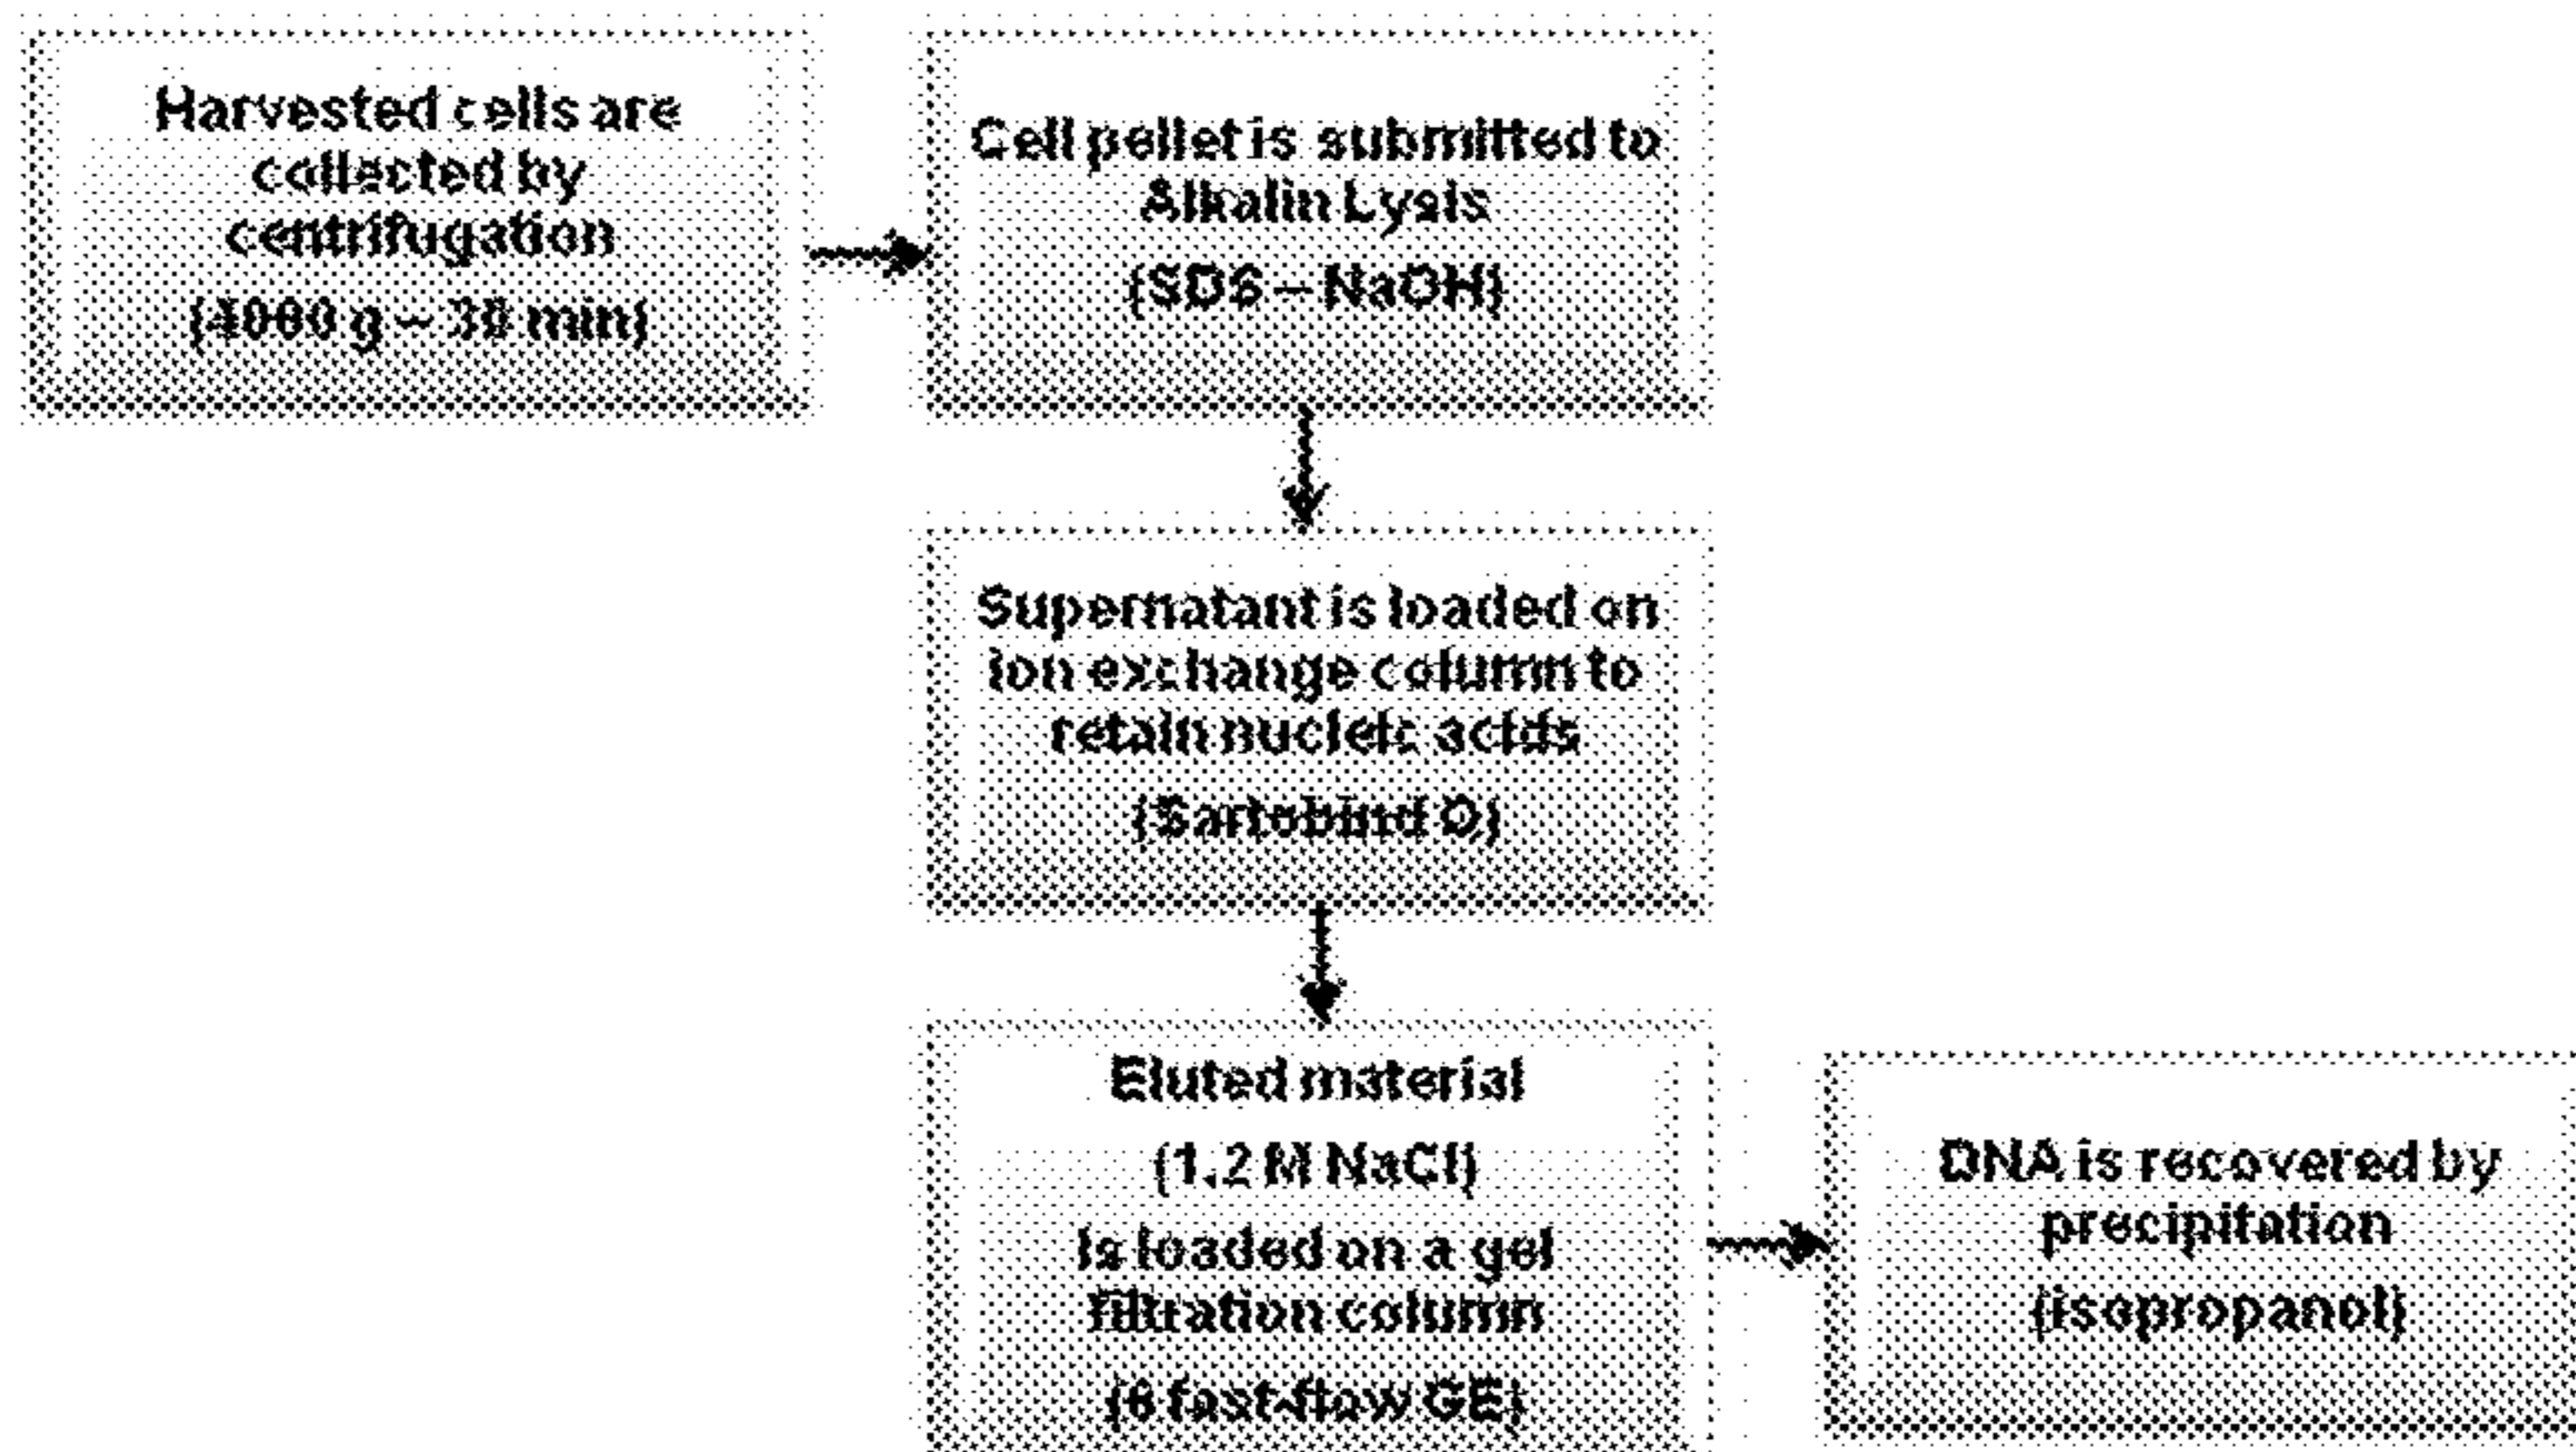 Harvested cells are
collected by
centrifugation
(4000 g – 30 min)
Cell pellet is submitted to
Alkalin Lysis
(SDS – NaOH)
Supernatant is loaded on
ion exchange column to
retain nucleic acids
(Sartobind Q)
Eluted material
(1.2 M NaCl)
Is loaded on a gel
filtration column
(6 fast-flow GE)
DNA is recovered by
precipitation
(isopropanol)